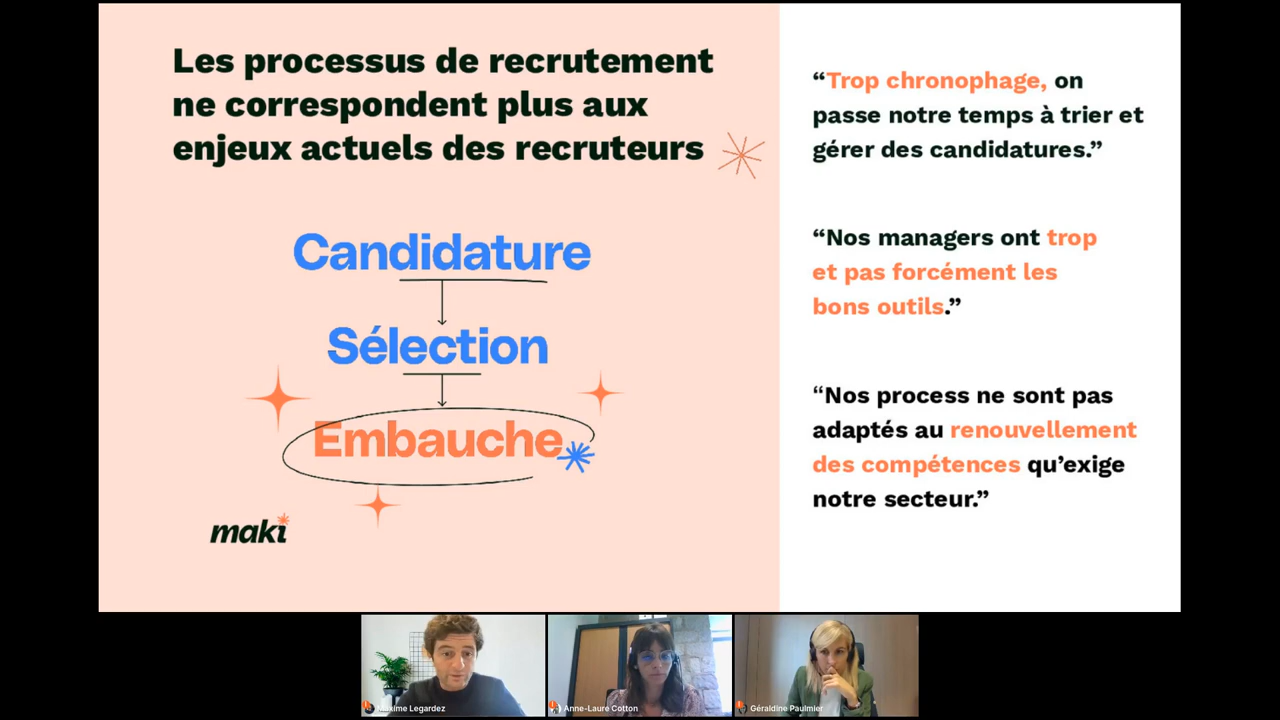 Les processus de recrutement
ne correspondent plus aux
enjeux actuels des recruteurs
Candidature
Sélection
Embauche
maki
“Trop chronophage, on
passe notre temps à trier et
gérer des candidatures.”
“Nos managers ont trop
et pas forcément les
bons outils.”
“Nos process ne sont pas
adaptés au renouvellement
des compétences qu’exige
notre secteur.”
Maxime Legardez
Anne-Laure Cotton
Géraldine Paulmier